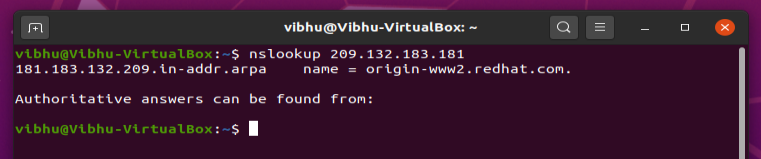 vibhu@Vibhu-VirtualBox: ~
vibhu@Vibhu-VirtualBox:~$ nslookup 209.132.183.181
181.183.132.209.in-addr.arpa    name = origin-www2.redhat.com.
Authoritative answers can be found from:
vibhu@Vibhu-VirtualBox:~$